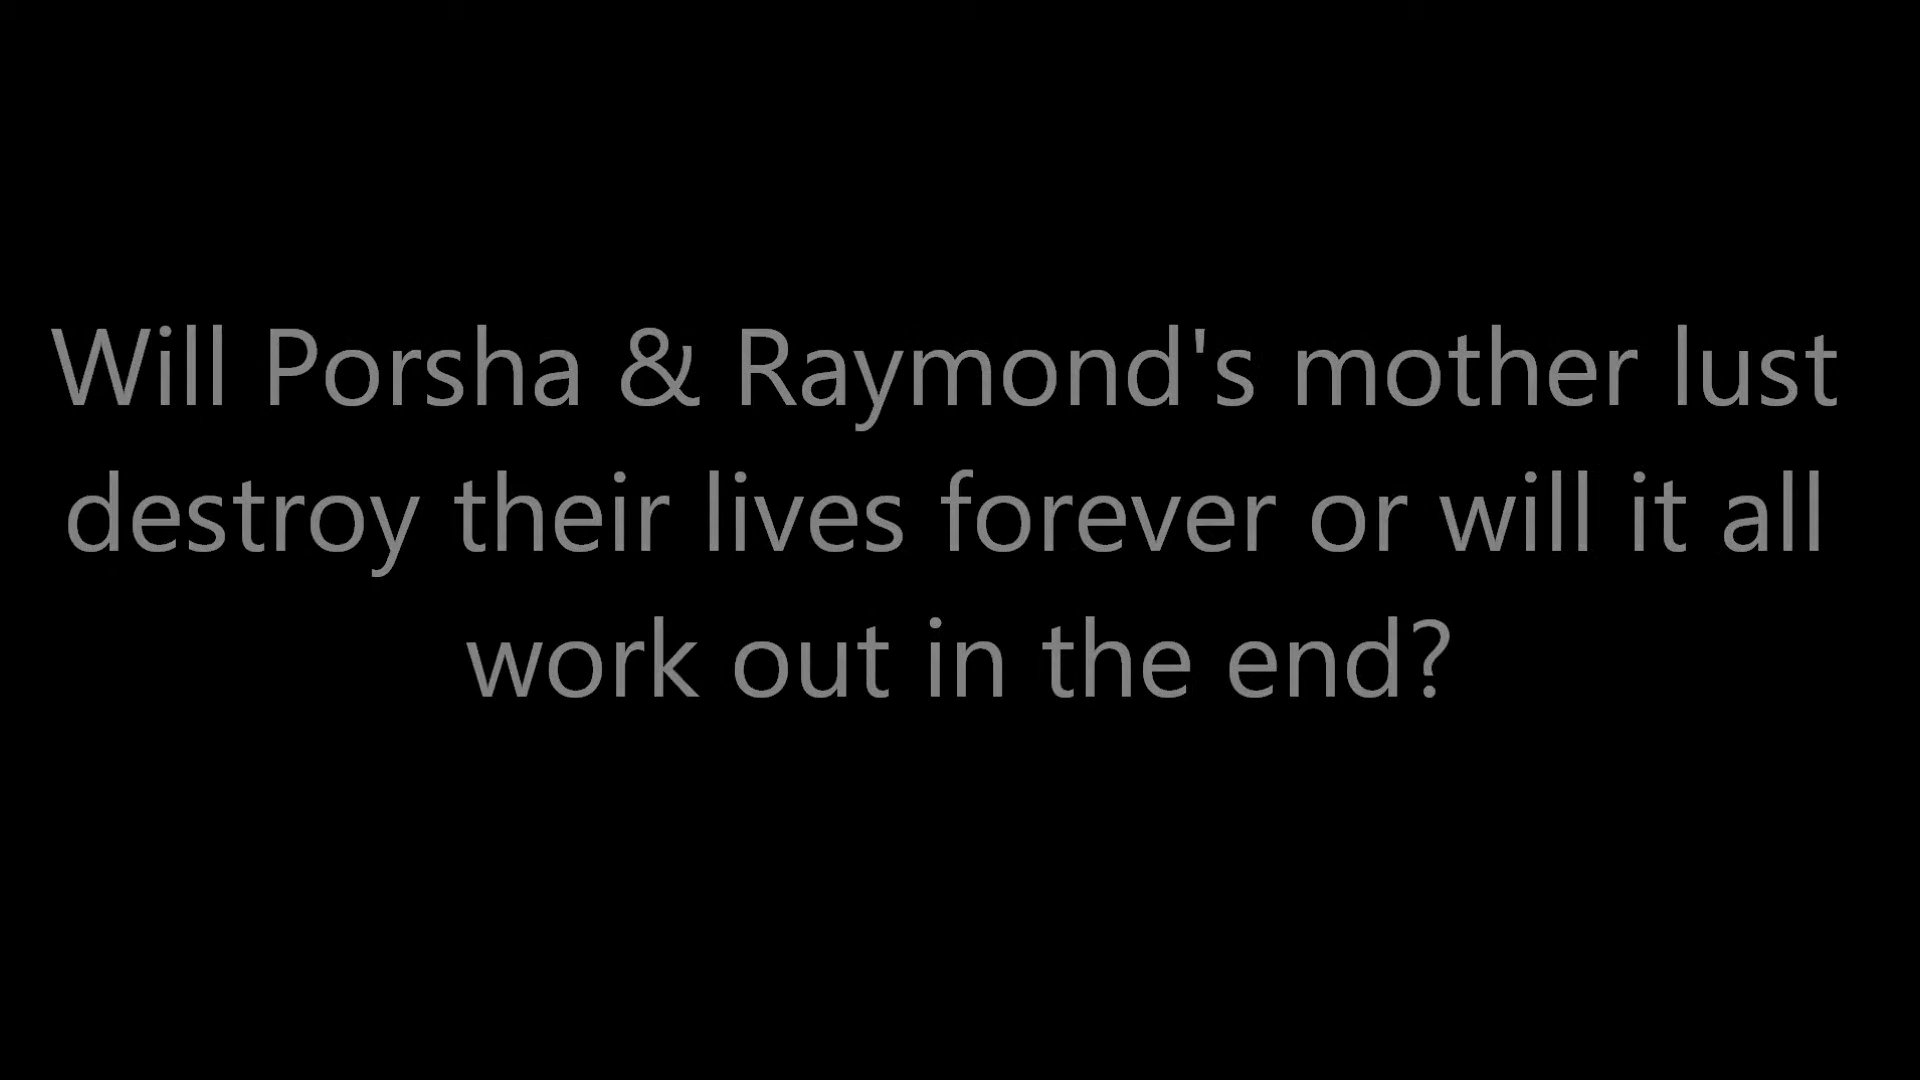 Will Porsha & Raymond's mother lust
destroy their lives forever or will it all
work out in the end?